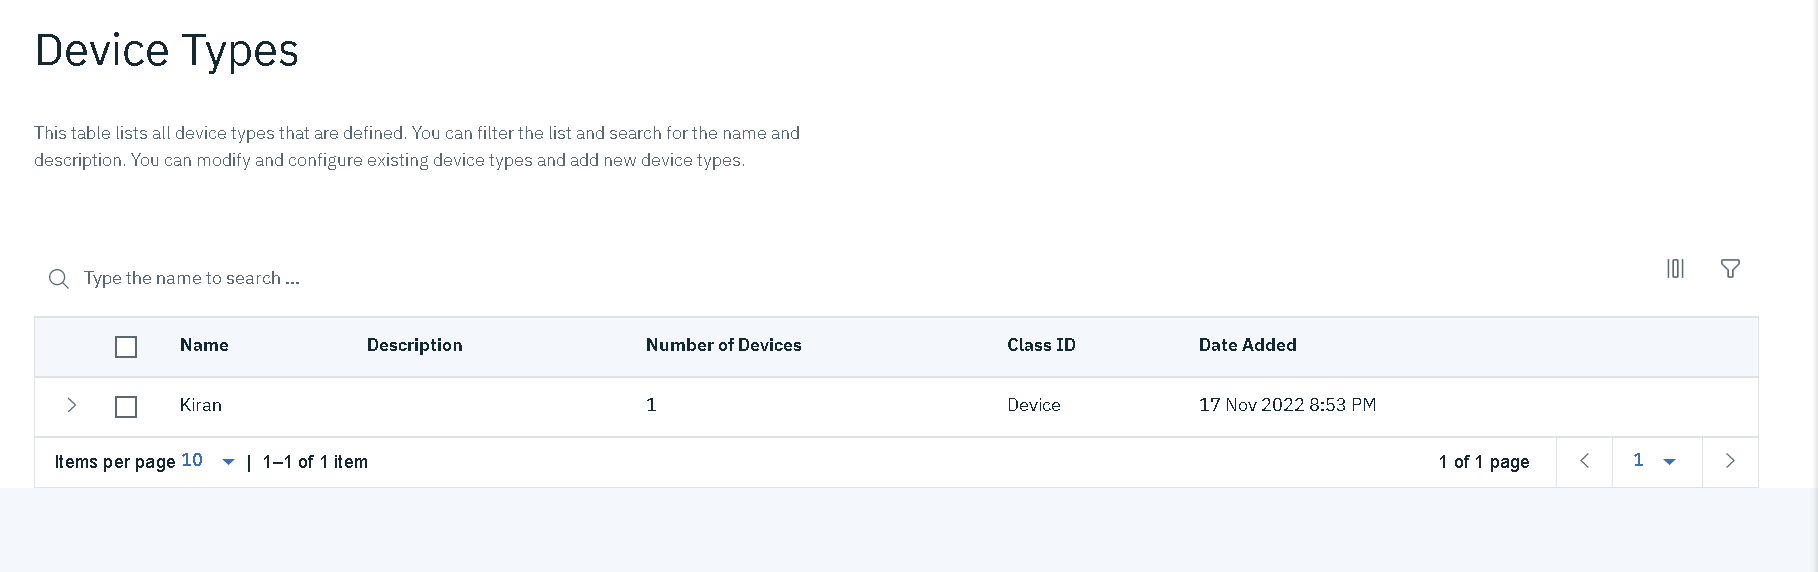 Device Types
This table lists all device types that are defined. You can filter the list and search for the name and
description. You can modify and configure existing device types and add new device types.
Type the name to search ...
Name Description Number of Devices Class ID Date Added
Kiran 1 Device 17 Nov 2022 8:53 PM
Items per page 10 | 1–1 of 1 item 1 of 1 page 1